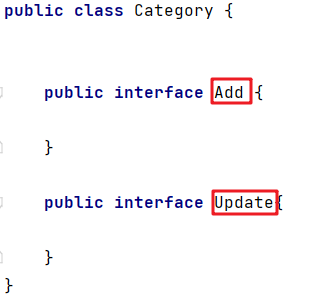 public class Category {
public interface Add {
}
public interface Update{
}
}